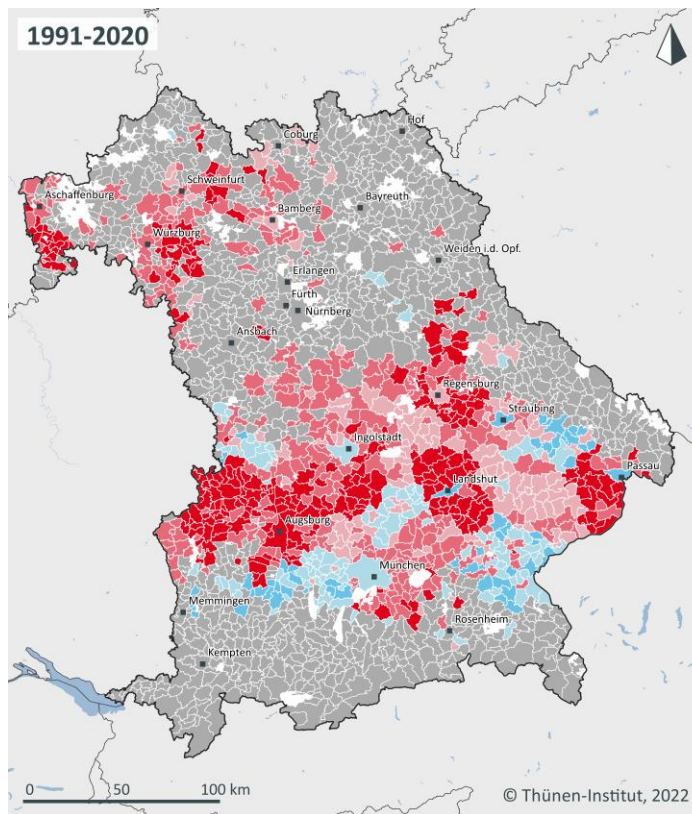 1991-2020
Hof
Coburg
Schweinfurt
Aschaffenburg
Bayreuth
Bamberg
Würzburg
Weiden i.d. Opf.
Erlangen
Fürth
Nürnberg
Ansbach
Regensburg
Straubing
Ingolstadt
Passau
Landshut
Augsburg
München
Memmingen
Rosenheim
Kempten
0 50 100 km
© Thünen-Institut, 2022